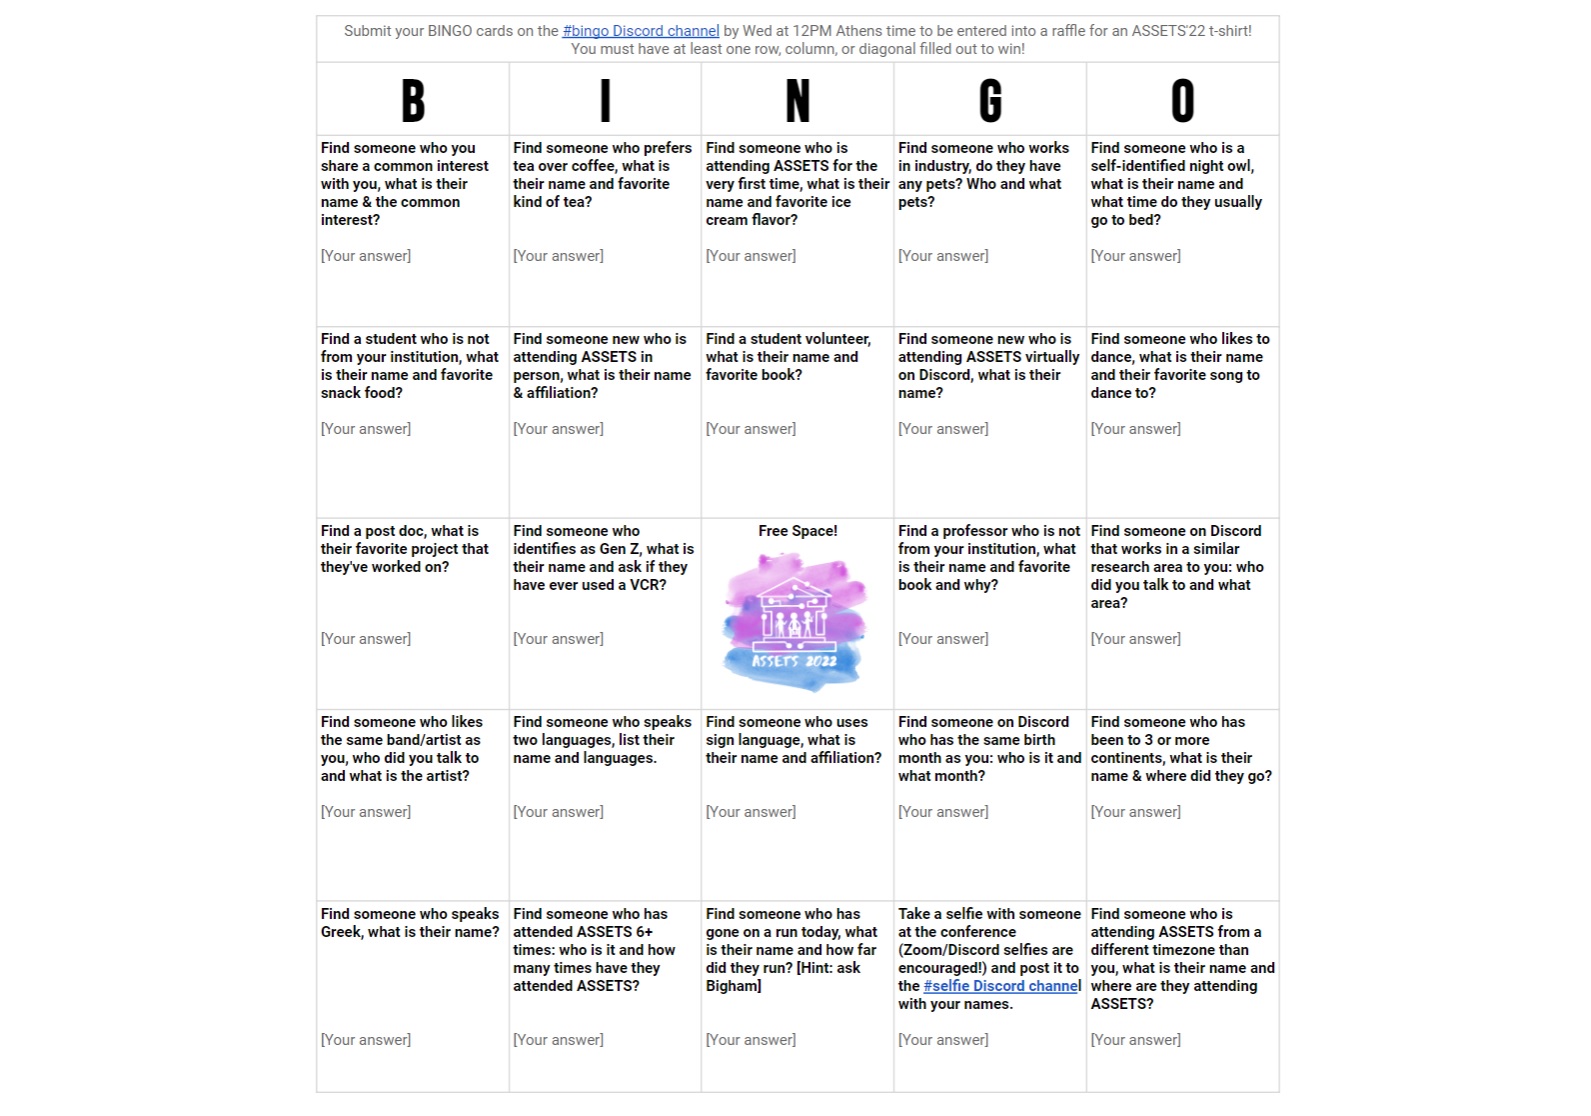 Submit your BINGO cards on the #bingo Discord channel by Wed at 12PM Athens time to be entered into a raffle for an ASSETS'22 t-shirt!
You must have at least one row, column, or diagonal filled out to win!
B I N G O
Find someone who you
share a common interest
with you, what is their
name & the common
interest?
[Your answer]
Find someone who prefers
tea over coffee, what is
their name and favorite
kind of tea?
[Your answer]
Find someone who is
attending ASSETS for the
very first time, what is their
name and favorite ice
cream flavor?
[Your answer]
Find someone who works
in industry, do they have
any pets? Who and what
pets?
[Your answer]
Find someone who is a
self-identified night owl,
what is their name and
what time do they usually
go to bed?
[Your answer]
Find a student who is not
from your institution, what
is their name and favorite
snack food?
[Your answer]
Find someone new who is
attending ASSETS in
person, what is their name
& affiliation?
[Your answer]
Find a student volunteer,
what is their name and
favorite book?
[Your answer]
Find someone new who is
attending ASSETS virtually
on Discord, what is their
name?
[Your answer]
Find someone who likes to
dance, what is their name
and their favorite song to
dance to?
[Your answer]
Find a post doc, what is
their favorite project that
they've worked on?
[Your answer]
Find someone who
identifies as Gen Z, what is
their name and ask if they
have ever used a VCR?
[Your answer]
Free Space!
ASSETS 2022
Find a professor who is not
from your institution, what
is their name and favorite
book and why?
[Your answer]
Find someone on Discord
that works in a similar
research area to you: who
did you talk to and what
area?
[Your answer]
Find someone who likes
the same band/artist as
you, who did you talk to
and what is the artist?
[Your answer]
Find someone who speaks
two languages, list their
name and languages.
[Your answer]
Find someone who uses
sign language, what is
their name and affiliation?
[Your answer]
Find someone on Discord
who has the same birth
month as you: who is it and
what month?
[Your answer]
Find someone who has
been to 3 or more
continents, what is their
name & where did they go?
[Your answer]
Find someone who speaks
Greek, what is their name?
[Your answer]
Find someone who has
attended ASSETS 6+
times: who is it and how
many times have they
attended ASSETS?
[Your answer]
Find someone who has
gone on a run today, what
is their name and how far
did they run? [Hint: ask
Bigham]
[Your answer]
Take a selfie with someone
at the conference
(Zoom/Discord selfies are
encouraged!) and post it to
the #selfie Discord channel
with your names.
[Your answer]
Find someone who is
attending ASSETS from a
different timezone than
you, what is their name and
where are they attending
ASSETS?
[Your answer]